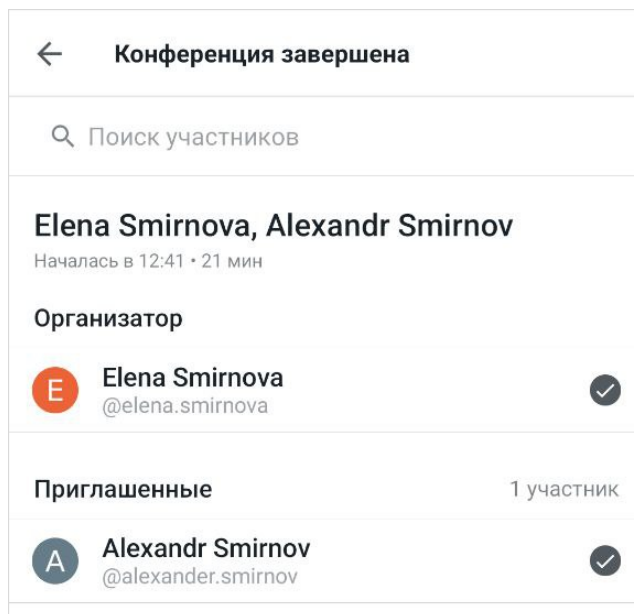 Конференция завершена
Поиск участников
Elena Smirnova, Alexandr Smirnov
Началась в 12:41 • 21 мин
Организатор
E
Elena Smirnova
@elena.smirnova
Приглашенные 1 участник
A
Alexandr Smirnov
@alexander.smirnov